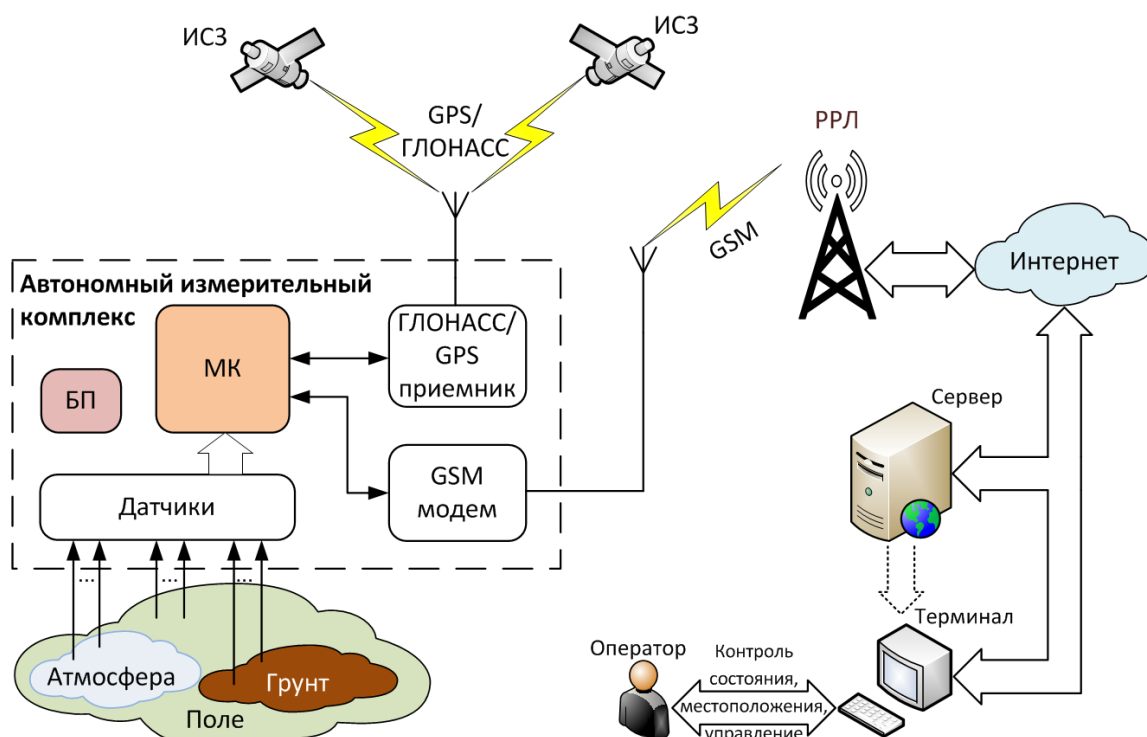 ИСЗ
ИСЗ
GPS/
ГЛОНАСС
РРЛ
GSM
Интернет
Автономный измерительный
комплекс
МК
ГЛОНАСС/
GPS
приемник
БП
Сервер
GSM
модем
Датчики
...
...
...
Терминал
Оператор
Контроль
состояния,
местоположения,
управление
Атмосфера
Грунт
Поле